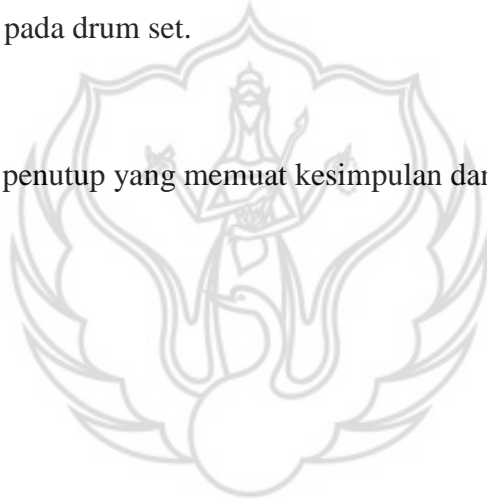 pada drum set.
penutup yang memuat kesimpulan dan